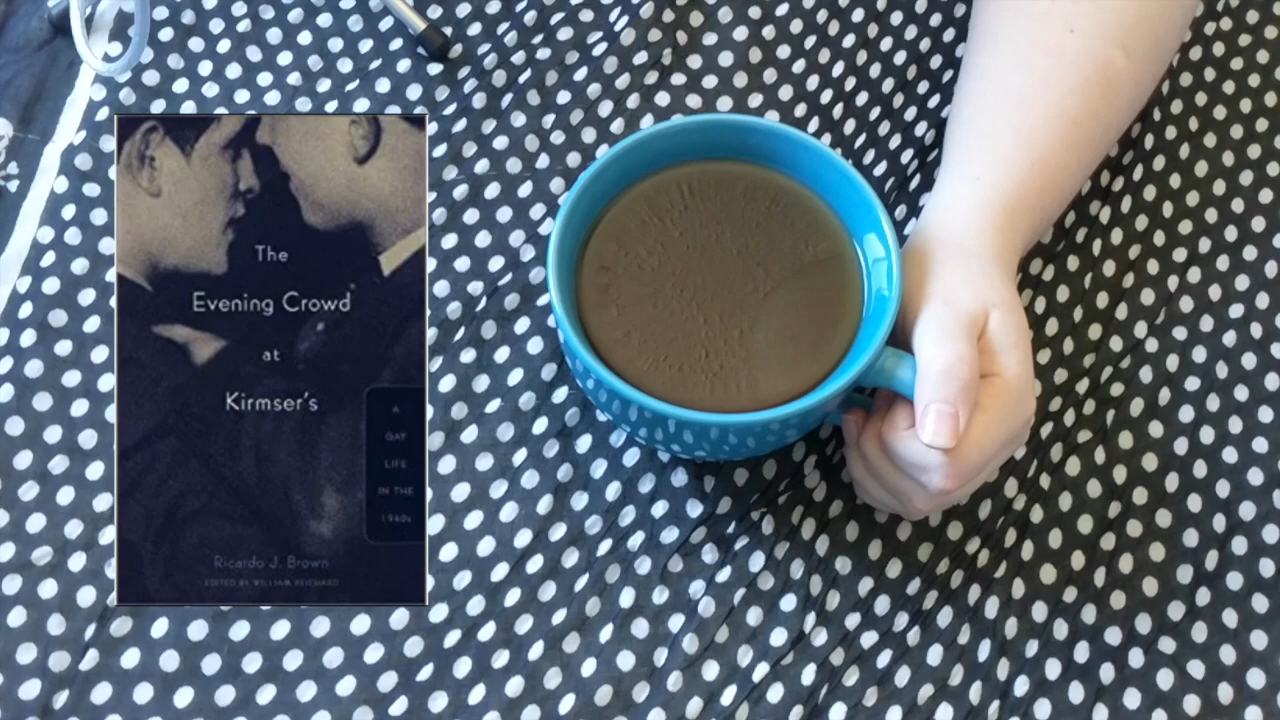 The
Evening Crowd
at
Kirmser's
A
GAY
LIFE
IN THE
1940s
Ricardo J. Brown
EDITED BY WILLIAM REICHARD